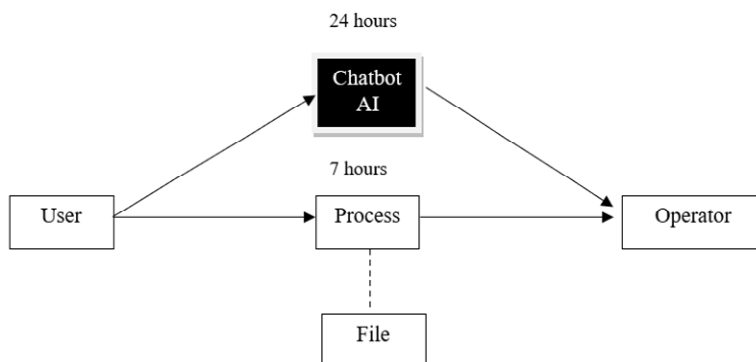 24 hours
Chatbot
AI
7 hours
User
Process
Operator
File